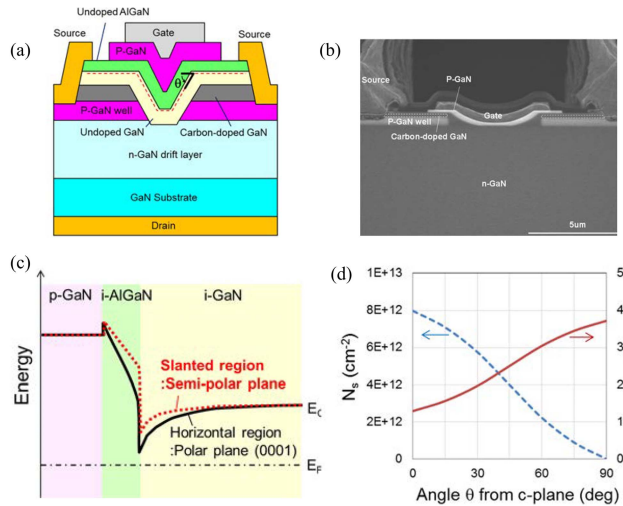 (a)
Undoped AlGaN
Source
Gate
Source
P-GaN
θ
P-GaN well
Undoped GaN
Carbon-doped GaN
n-GaN drift layer
GaN Substrate
Drain
(b)
Source
P-GaN
Gate
P-GaN well
Carbon-doped GaN
n-GaN
5um
(c)
p-GaN
i-AlGaN
i-GaN
Energy
Slanted region
:Semi-polar plane
Horizontal region
:Polar plane (0001)
E
E
(d)
1E+13
8E+12
6E+12
4E+12
2E+12
0
Ns (cm-2)
5
4
3
2
1
0
0
30
60
90
Angle θ from c-plane (deg)